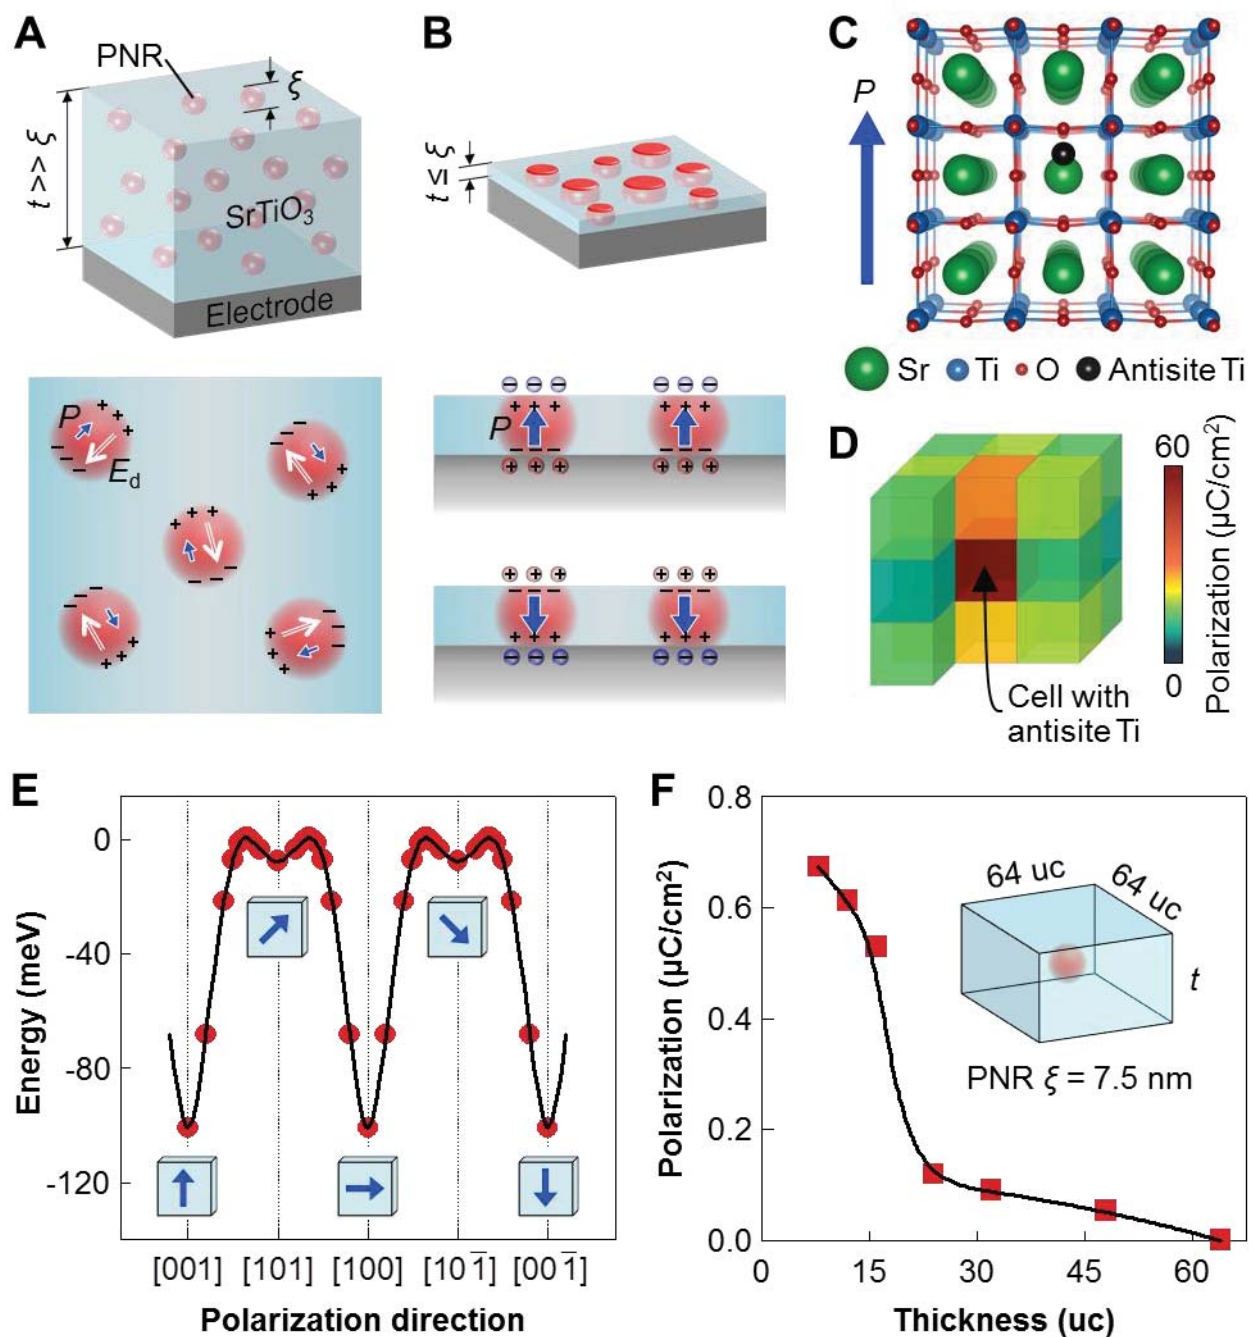 A
PNR
ξ
t >> ξ
SrTiO₃
Electrode
P
E_d
B
t ≤ ξ
P
C
P
Sr Ti O Antisite Ti
D
60
0
Polarization (µC/cm²)
Cell with
antisite Ti
E
0
-40
-80
-120
Energy (meV)
[001] [101] [100] [101̅] [001̅]
Polarization direction
F
0.8
0.6
0.4
0.2
0.0
Polarization (µC/cm²)
64 uc
64 uc
t
PNR ξ = 7.5 nm
0 15 30 45 60
Thickness (uc)